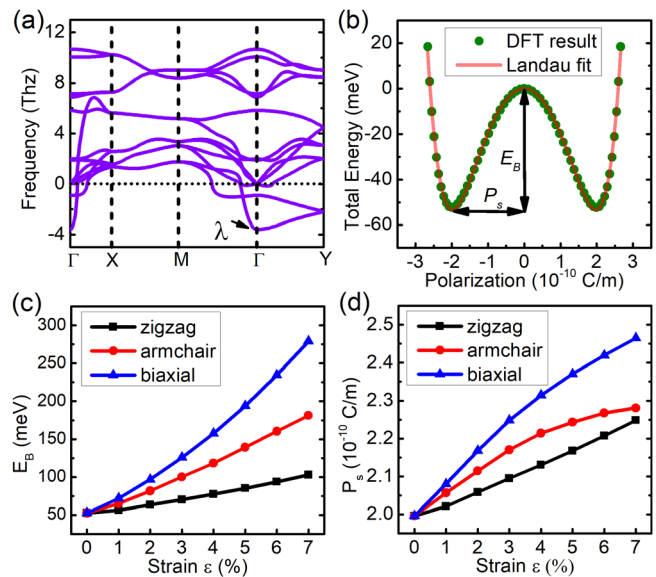 (a)
Frequency (Thz)
12
8
4
0
-4
λ
Γ X M Γ Y
(b)
Total Energy (meV)
20
0
-20
-40
-60
DFT result
Landau fit
E_B
P_s
-3 -2 -1 0 1 2 3
Polarization (10^-10 C/m)
(c)
E_B (meV)
300
250
200
150
100
50
zigzag
armchair
biaxial
0 1 2 3 4 5 6 7
Strain ε (%)
(d)
P_s (10^-10 C/m)
2.5
2.4
2.3
2.2
2.1
2.0
zigzag
armchair
biaxial
0 1 2 3 4 5 6 7
Strain ε (%)